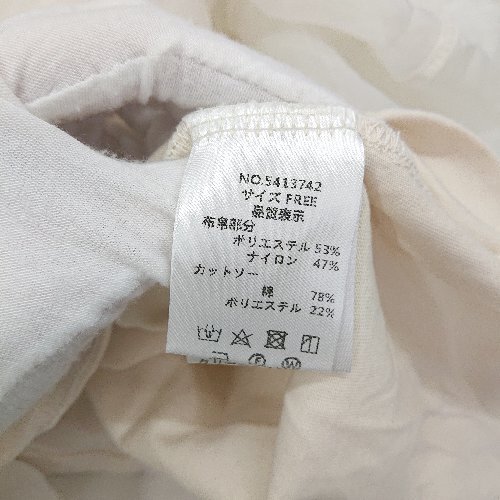 NO.5413742
サイズ FREE
品質表示
布帛部分
ポリエステル 53%
ナイロン 47%
カットソー
綿 78%
ポリエステル 22%